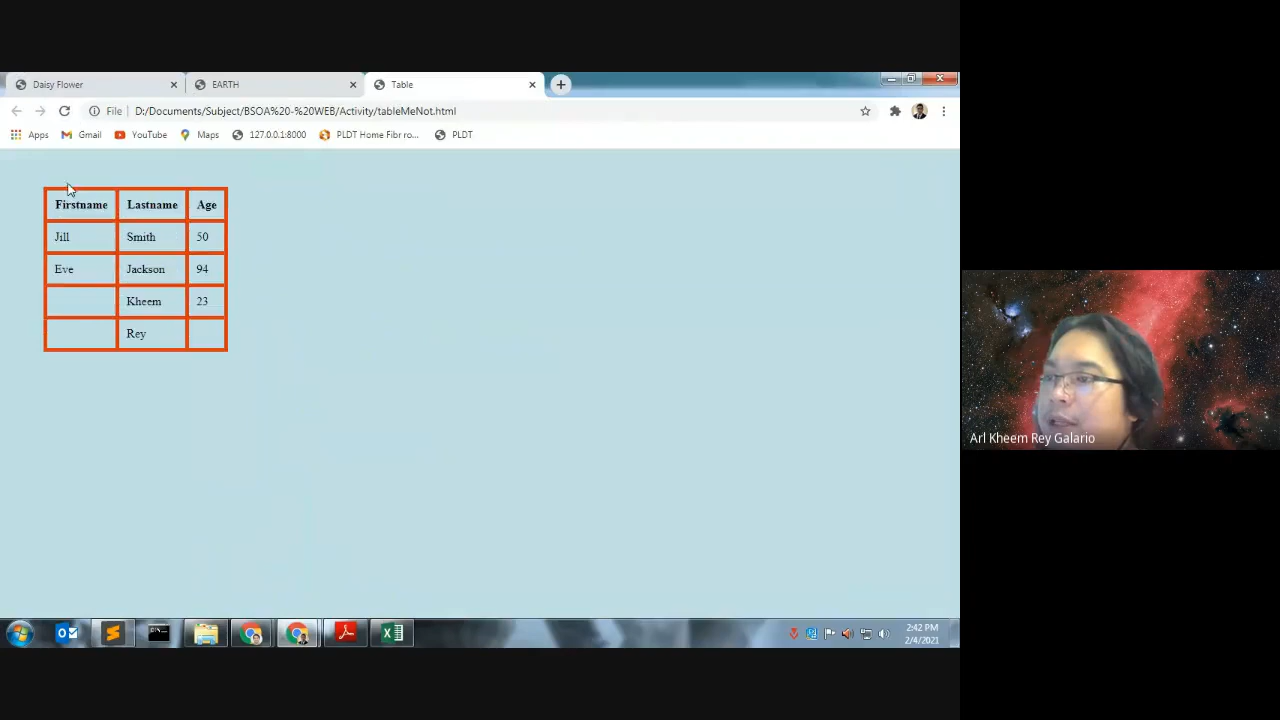 Daisy Flower
EARTH
Table
File
D:/Documents/Subject/BSOA%20-%20WEB/Activity/tableMeNot.html
Apps
Gmail
YouTube
Maps
127.0.0.1:8000
PLDT Home Fibr ro...
PLDT
Firstname Lastname Age
Jill Smith 50
Eve Jackson 94
Kheem 23
Rey
Arl Kheem Rey Galario
2:42 PM
2/4/2021